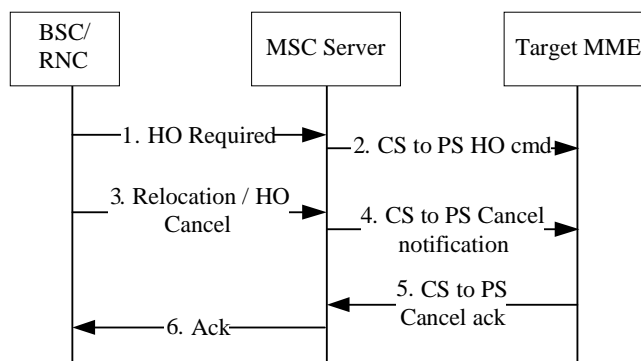 BSC/
RNC
MSC Server
Target MME
1. HO Required
2. CS to PS HO cmd
3. Relocation / HO
Cancel
4. CS to PS Cancel
notification
5. CS to PS
Cancel ack
6. Ack